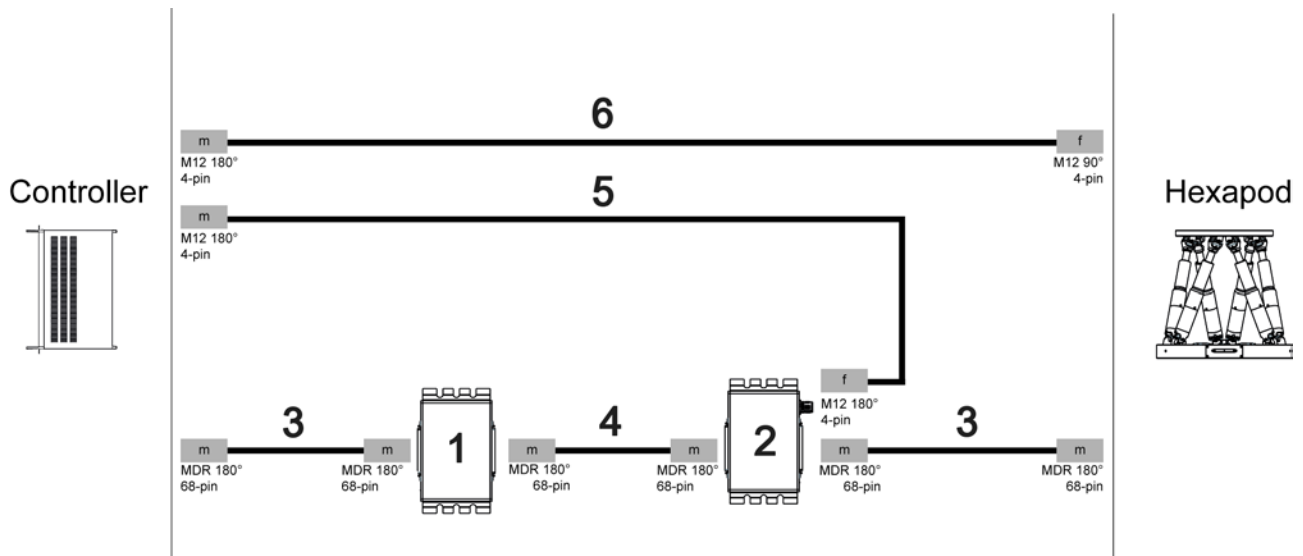 6
m
f
M12 180°
4-pin
M12 90°
4-pin
Controller
Hexapod
5
m
M12 180°
4-pin
f
M12 180°
4-pin
3
1
4
2
3
m
m
m
m
m
m
MDR 180°
68-pin
MDR 180°
68-pin
MDR 180°
68-pin
MDR 180°
68-pin
MDR 180°
68-pin
MDR 180°
68-pin